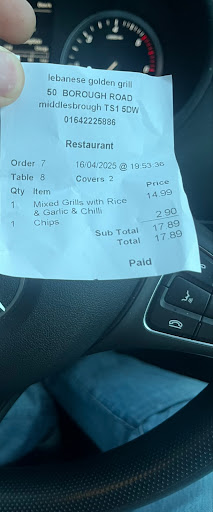 lebanese golden grill
50 BOROUGH ROAD
middlesbrough TS1 5DW
01642225886
Restaurant
Order 7 16/04/2025 @ 19:53:36
Table 8 Covers 2
Qty Item Price
1 Mixed Grills with Rice 14.99
& Garlic & Chilli
1 Chips 2.90
Sub Total 17.89
Total 17.89
Paid